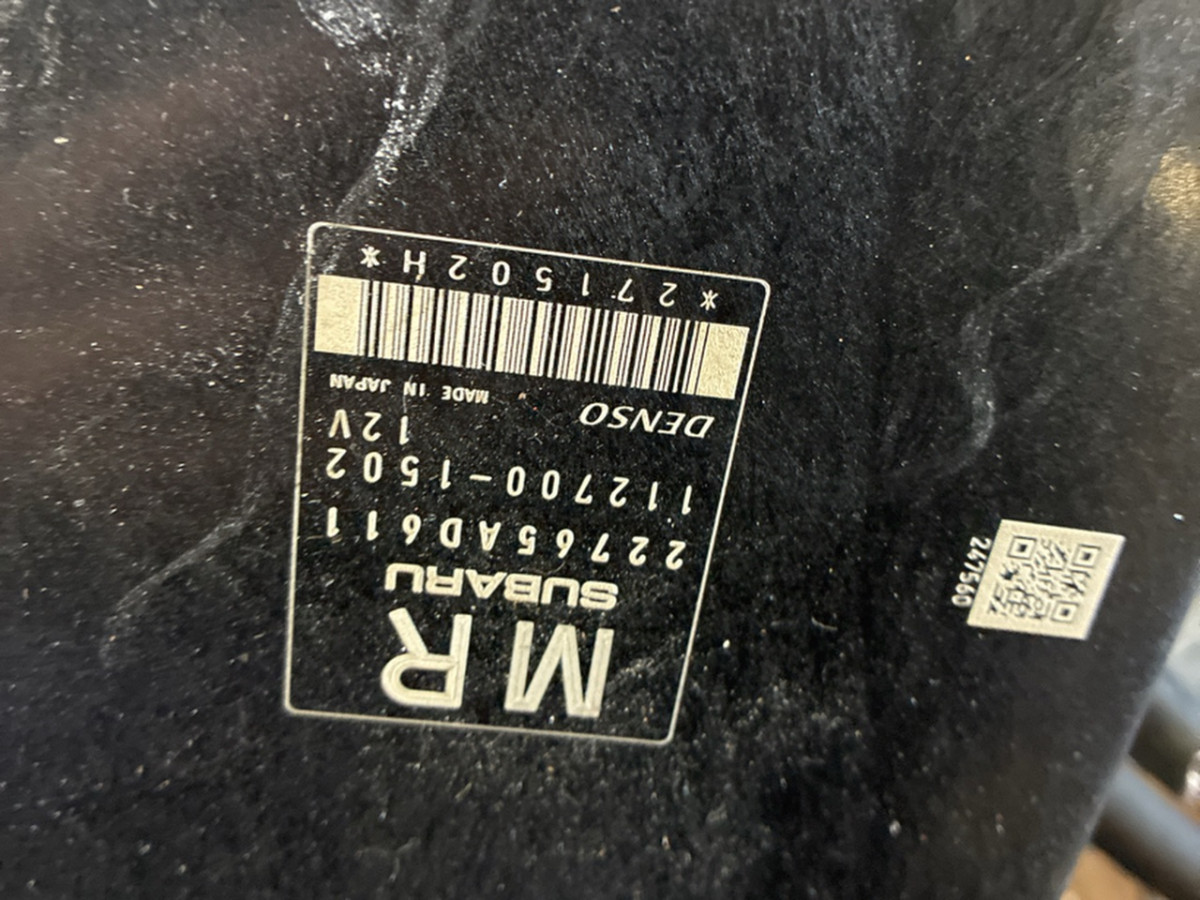 MR
SUBARU
22765AD611
112700-1502
12V
DENSO
MADE IN JAPAN
*271502H*
247560